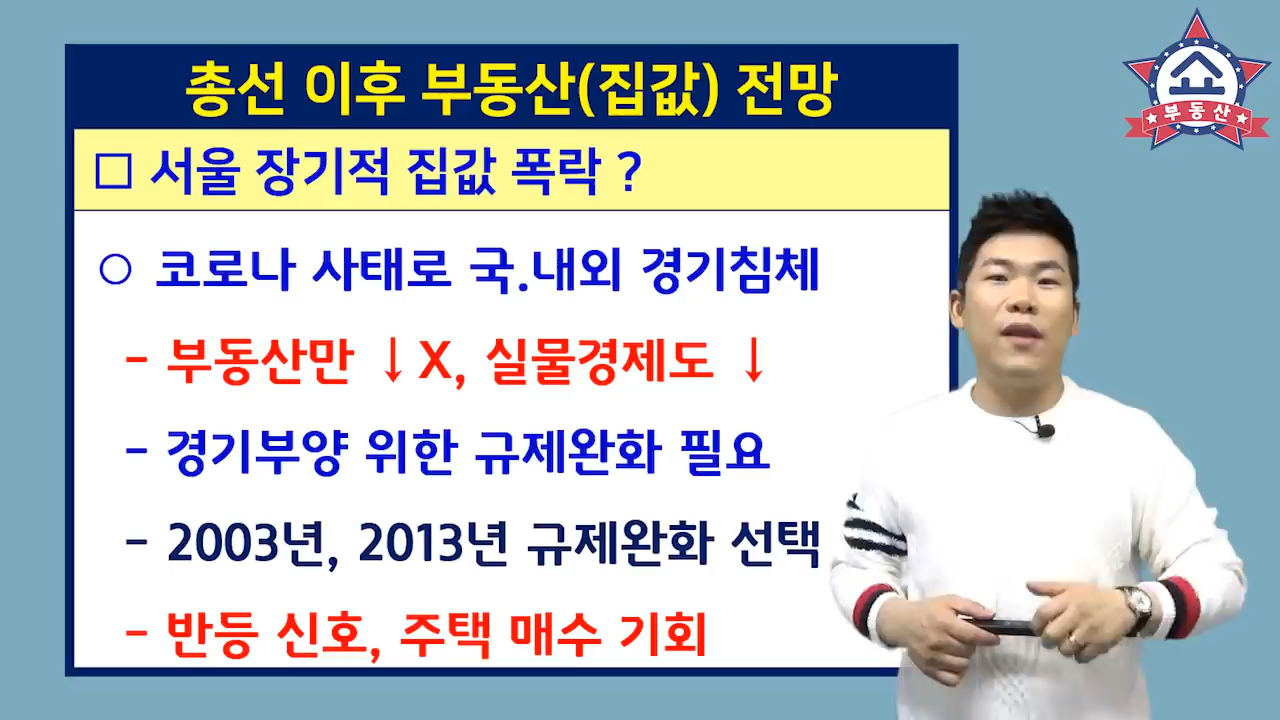 총선 이후 부동산(집값) 전망
□ 서울 장기적 집값 폭락 ?
○ 코로나 사태로 국.내외 경기침체
- 부동산만 ↓X, 실물경제도 ↓
- 경기부양 위한 규제완화 필요
- 2003년, 2013년 규제완화 선택
- 반등 신호, 주택 매수 기회
쇼
부동산